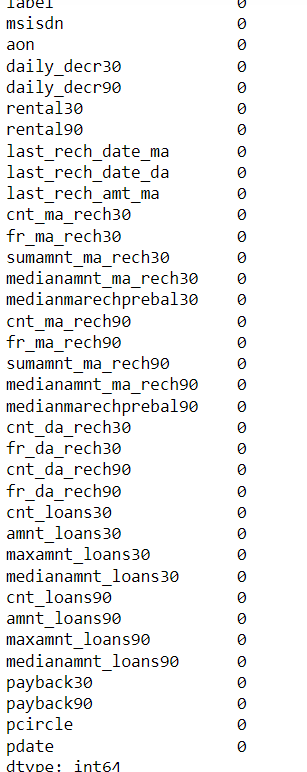 label 0
msisdn 0
aon 0
daily_decr30 0
daily_decr90 0
rental30 0
rental90 0
last_rech_date_ma 0
last_rech_date_da 0
last_rech_amt_ma 0
cnt_ma_rech30 0
fr_ma_rech30 0
sumamnt_ma_rech30 0
medianamnt_ma_rech30 0
medianmarechprebal30 0
cnt_ma_rech90 0
fr_ma_rech90 0
sumamnt_ma_rech90 0
medianamnt_ma_rech90 0
medianmarechprebal90 0
cnt_da_rech30 0
fr_da_rech30 0
cnt_da_rech90 0
fr_da_rech90 0
cnt_loans30 0
amnt_loans30 0
maxamnt_loans30 0
medianamnt_loans30 0
cnt_loans90 0
amnt_loans90 0
maxamnt_loans90 0
medianamnt_loans90 0
payback30 0
payback90 0
pcircle 0
pdate 0
dtype: int64